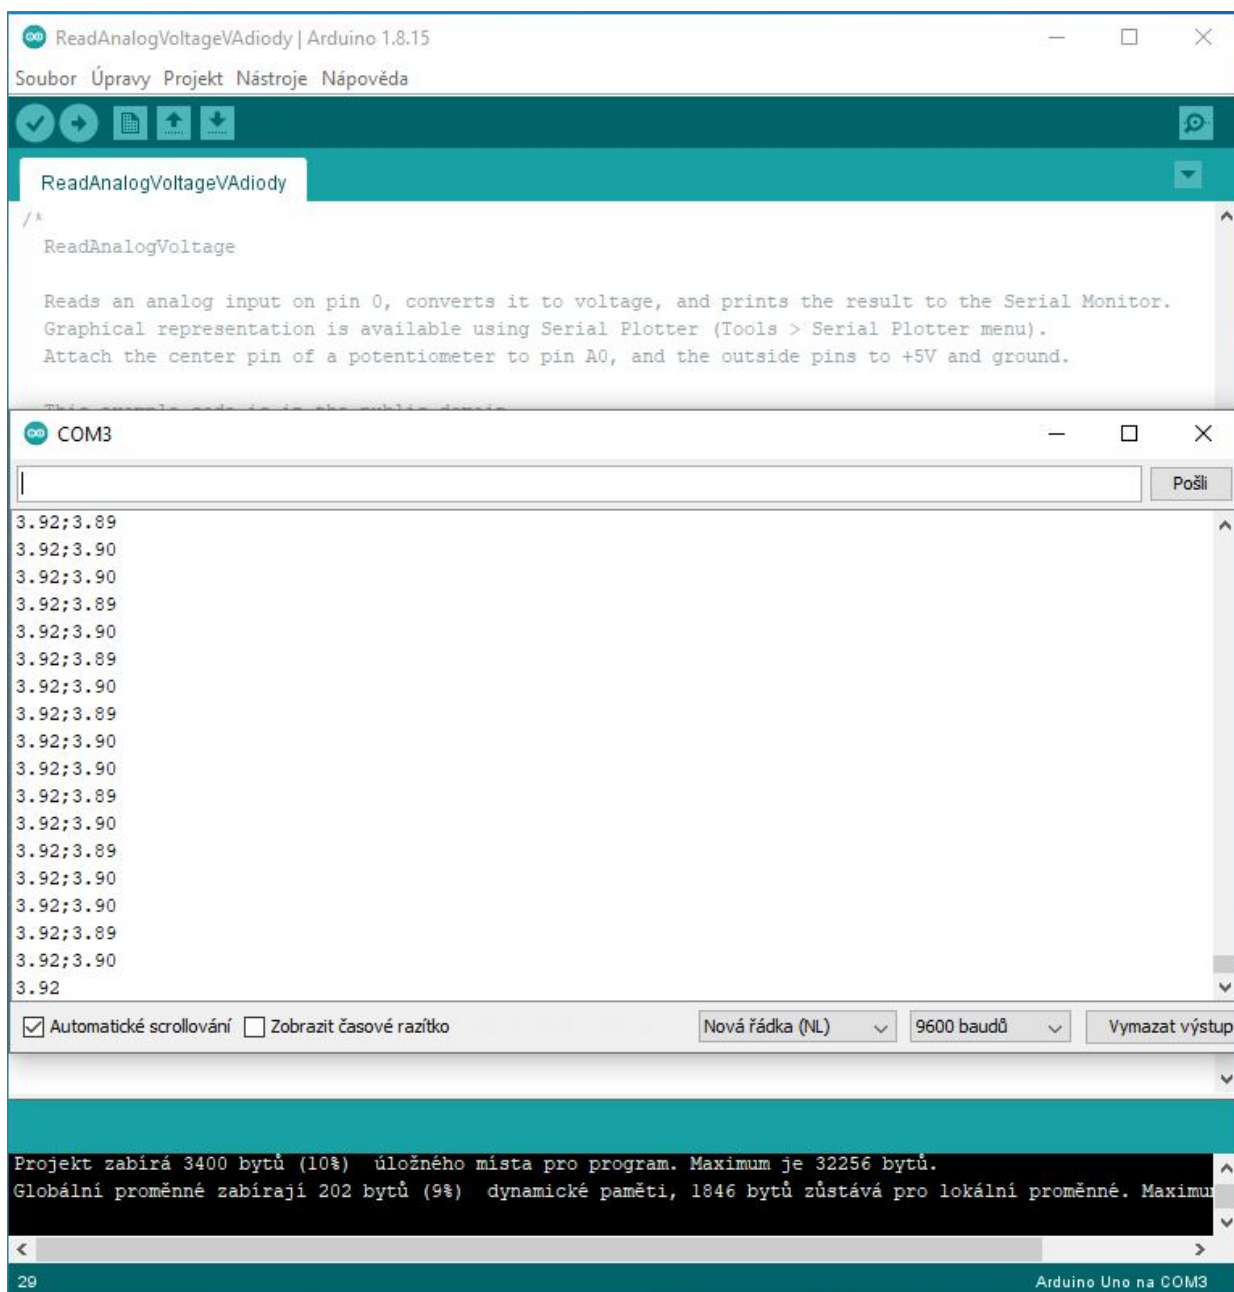 ReadAnalogVoltageVAdiody | Arduino 1.8.15
Soubor Úpravy Projekt Nástroje Nápověda
ReadAnalogVoltageVAdiody
/*
ReadAnalogVoltage
Reads an analog input on pin 0, converts it to voltage, and prints the result to the Serial Monitor.
Graphical representation is available using Serial Plotter (Tools > Serial Plotter menu).
Attach the center pin of a potentiometer to pin A0, and the outside pins to +5V and ground.
This example code is in the public domain
COM3
Pošli
3.92;3.89
3.92;3.90
3.92;3.90
3.92;3.89
3.92;3.90
3.92;3.89
3.92;3.90
3.92;3.89
3.92;3.90
3.92;3.90
3.92;3.89
3.92;3.90
3.92;3.89
3.92;3.90
3.92;3.90
3.92;3.89
3.92;3.90
3.92
Automatické scrollování Zobrazit časové razítko Nová řádka (NL) 9600 baudů Vymazat výstup
Projekt zabírá 3400 bytů (10%) úložného místa pro program. Maximum je 32256 bytů.
Globální proměnné zabírají 202 bytů (9%) dynamické paměti, 1846 bytů zůstává pro lokální proměnné. Maximu
29 Arduino Uno na COM3